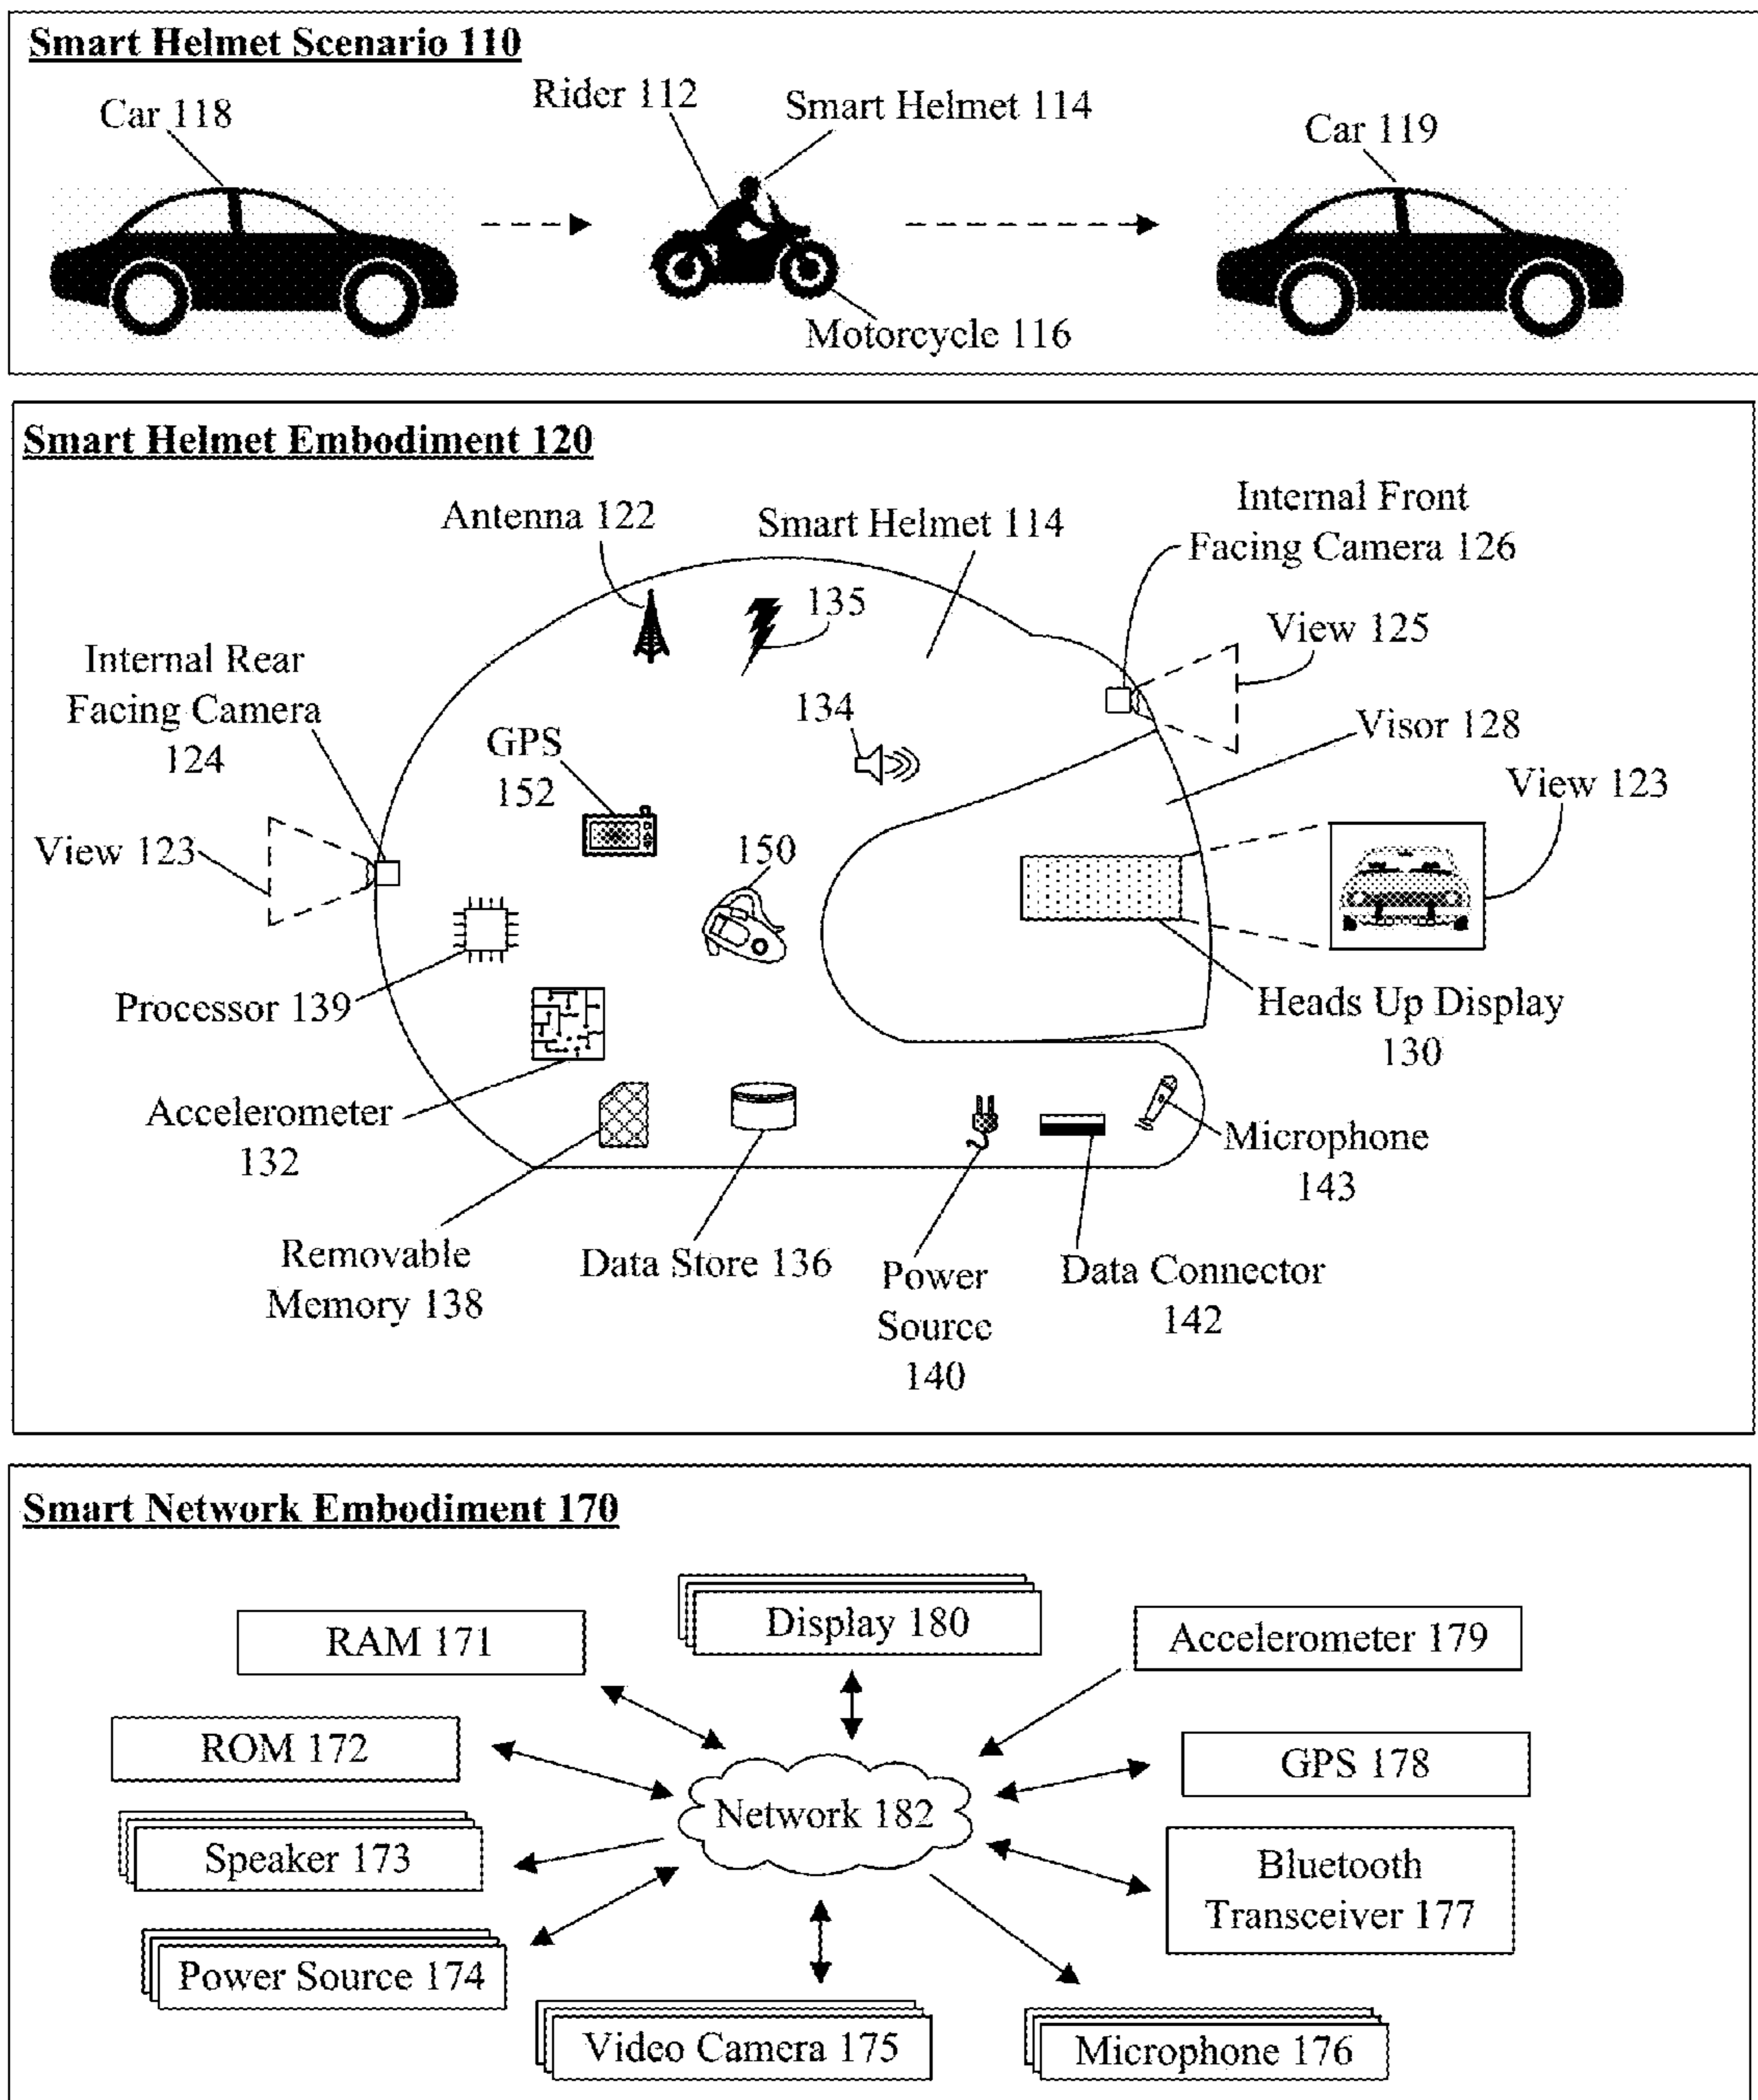 Smart Helmet Scenario 110
Car 118
Rider 112
Smart Helmet 114
Car 119
Motorcycle 116
Smart Helmet Embodiment 120
Antenna 122
Smart Helmet 114
Internal Front
Facing Camera 126
135
View 125
Internal Rear
Facing Camera
124
134
GPS
152
Visor 128
View 123
View 123
150
Processor 139
Heads Up Display
130
Accelerometer
132
Microphone
143
Removable
Memory 138
Data Store 136
Power
Source
140
Data Connector
142
Smart Network Embodiment 170
Display 180
RAM 171
Accelerometer 179
ROM 172
GPS 178
Network 182
Speaker 173
Bluetooth
Transceiver 177
Power Source 174
Video Camera 175
Microphone 176